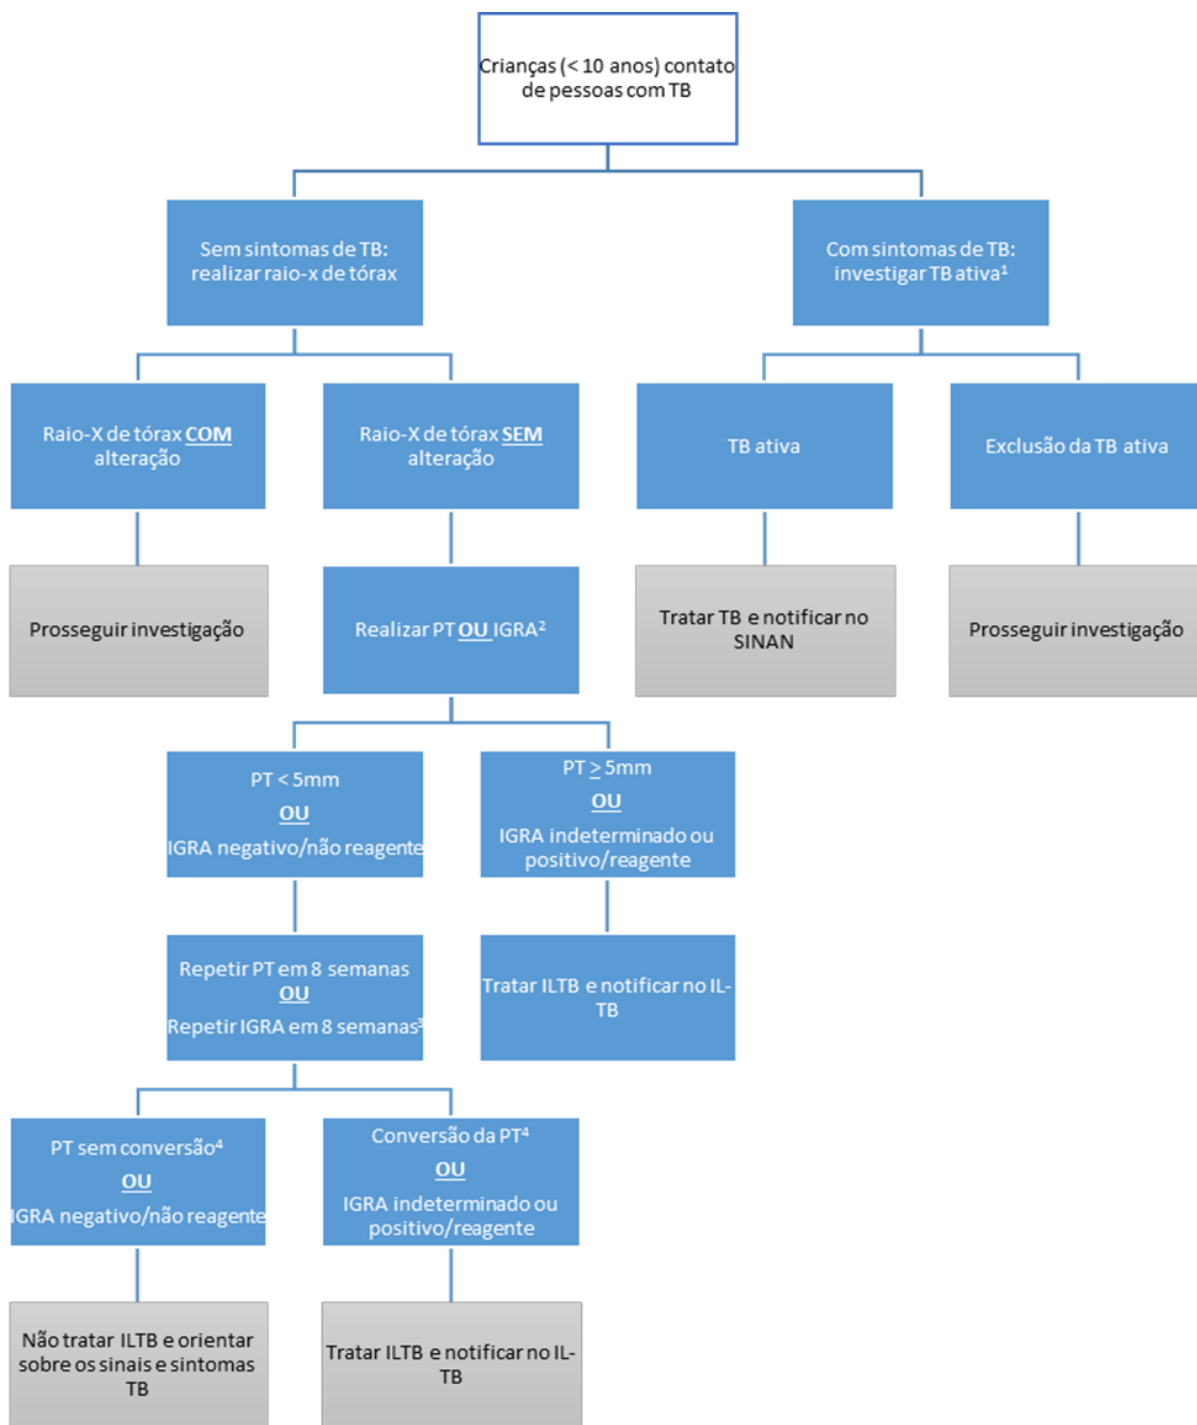 Crianças (< 10 anos) contato
de pessoas com TB
Sem sintomas de TB:
realizar raio-x de tórax
Com sintomas de TB:
investigar TB ativa¹
Raio-X de tórax COM
alteração
Raio-X de tórax SEM
alteração
TB ativa
Exclusão da TB ativa
Prosseguir investigação
Realizar PT OU IGRA²
Tratar TB e notificar no
SINAN
Prosseguir investigação
PT < 5mm
OU
IGRA negativo/não reagente
PT ≥ 5mm
OU
IGRA indeterminado ou
positivo/reagente
Repetir PT em 8 semanas
OU
Repetir IGRA em 8 semanas³
Tratar ILTB e notificar no IL-
TB
PT sem conversão⁴
OU
IGRA negativo/não reagente
Conversão da PT⁴
OU
IGRA indeterminado ou
positivo/reagente
Não tratar ILTB e orientar
sobre os sinais e sintomas
TB
Tratar ILTB e notificar no IL-
TB